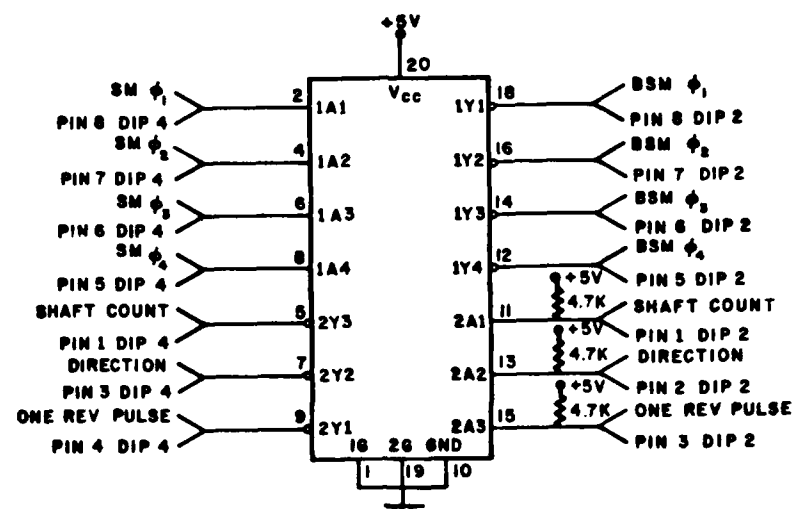 +5V
20
Vcc
SM ϕ1
2
1A1
PIN 8 DIP 4
SM ϕ2
4
1A2
PIN 7 DIP 4
SM ϕ3
6
1A3
PIN 6 DIP 4
SM ϕ4
8
1A4
PIN 5 DIP 4
SHAFT COUNT
5
2Y3
PIN 1 DIP 4
DIRECTION
7
2Y2
PIN 3 DIP 4
ONE REV PULSE
9
2Y1
PIN 4 DIP 4
1Y1
18
BSM ϕ1
PIN 8 DIP 2
1Y2
16
BSM ϕ2
PIN 7 DIP 2
1Y3
14
BSM ϕ3
PIN 6 DIP 2
1Y4
12
BSM ϕ4
PIN 5 DIP 2
+5V
4.7K
2A1
11
SHAFT COUNT
PIN 1 DIP 2
+5V
4.7K
2A2
13
DIRECTION
PIN 2 DIP 2
+5V
4.7K
2A3
15
ONE REV PULSE
PIN 3 DIP 2
1G 2G GND
1 19 10